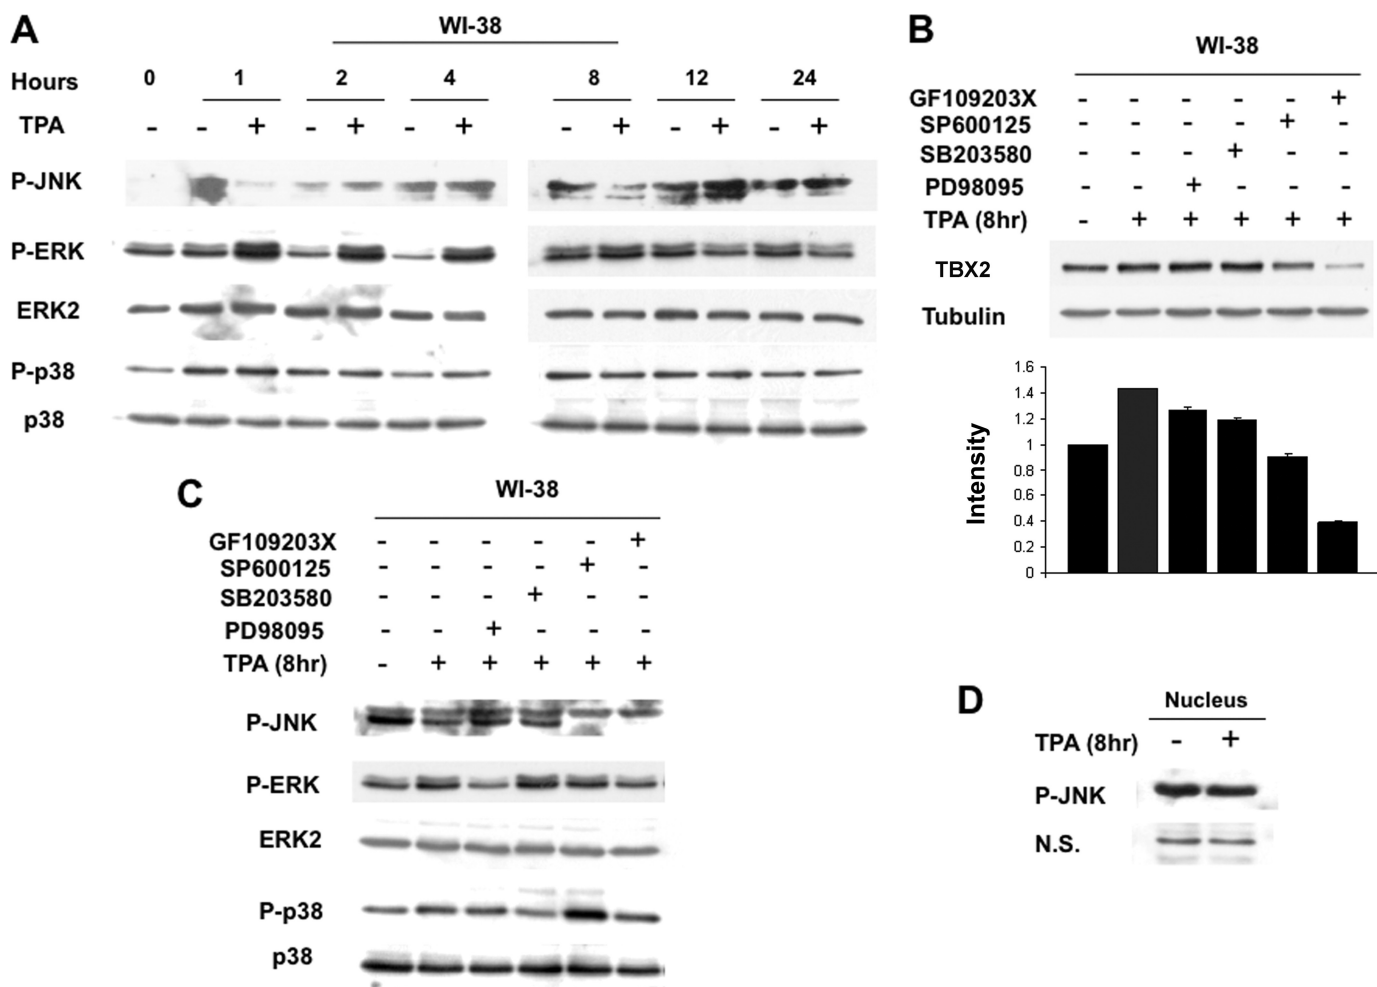 A
WI-38
Hours 0 1 2 4 8 12 24
TPA - - + - + - + - + - + - +
P-JNK
P-ERK
ERK2
P-p38
p38
B
WI-38
GF109203X - - - - - +
SP600125 - - - - + -
SB203580 - - - + - -
PD98095 - - + - - -
TPA (8hr) - + + + + +
TBX2
Tubulin
Intensity
1.6
1.4
1.2
1
0.8
0.6
0.4
0.2
0
C
WI-38
GF109203X - - - - - +
SP600125 - - - - + -
SB203580 - - - + - -
PD98095 - - + - - -
TPA (8hr) - + + + + +
P-JNK
P-ERK
ERK2
P-p38
p38
D
Nucleus
TPA (8hr) - +
P-JNK
N.S.